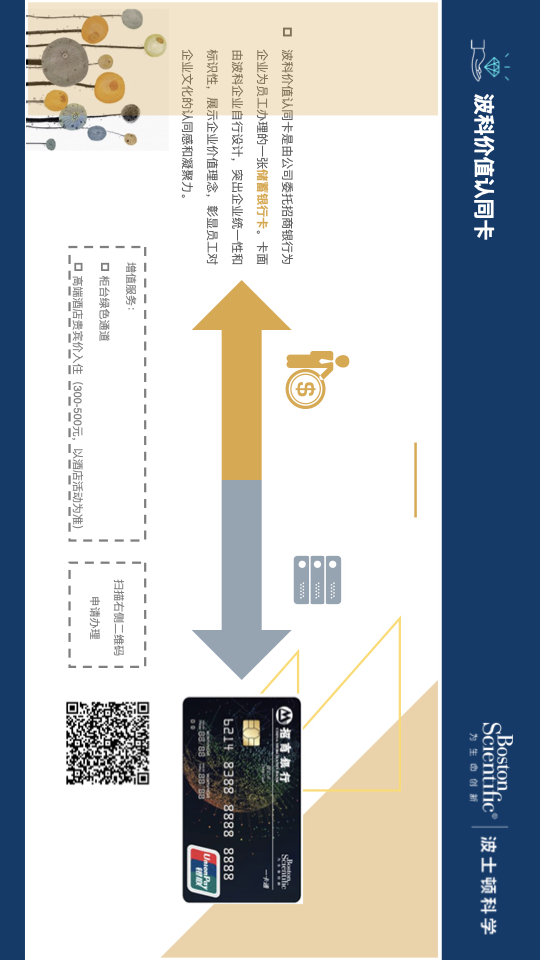 波科价值认同卡
Boston
Scientific®
为生命创新
波士顿科学
波科价值认同卡是由公司委托招商银行为
企业为员工办理的一张储蓄银行卡。卡面
由波科企业自行设计，突出企业统一性和
标识性，展示企业价值理念，彰显员工对
企业文化的认同感和凝聚力。
$
招商银行
CHINA MERCHANTS BANK
Boston
Scientific
一卡通
6214 8388 8888 8888
UnionPay
银联
增值服务：
柜台绿色通道
高端酒店贵宾价入住（300-500元，以酒店活动为准）
扫描右侧二维码
申请办理